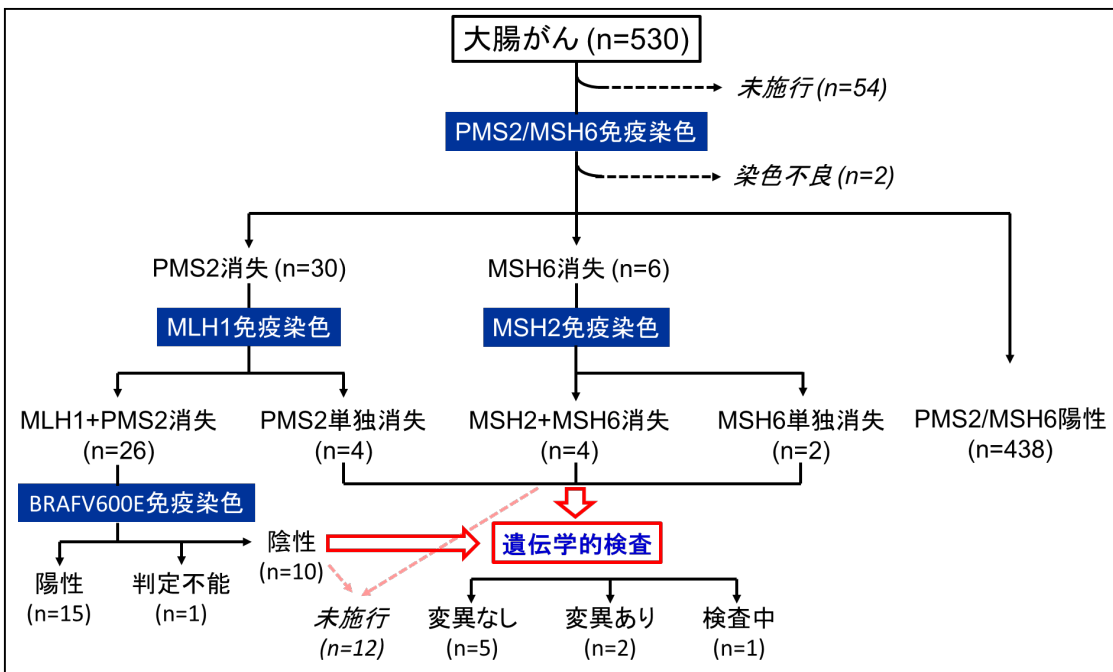 大腸がん (n=530)
未施行 (n=54)
PMS2/MSH6免疫染色
染色不良 (n=2)
PMS2消失 (n=30)
MSH6消失 (n=6)
MLH1免疫染色
MSH2免疫染色
MLH1+PMS2消失
(n=26)
PMS2単独消失
(n=4)
MSH2+MSH6消失
(n=4)
MSH6単独消失
(n=2)
PMS2/MSH6陽性
(n=438)
BRAFV600E免疫染色
陽性
(n=15)
判定不能
(n=1)
陰性
(n=10)
遺伝学的検査
未施行
(n=12)
変異なし
(n=5)
変異あり
(n=2)
検査中
(n=1)